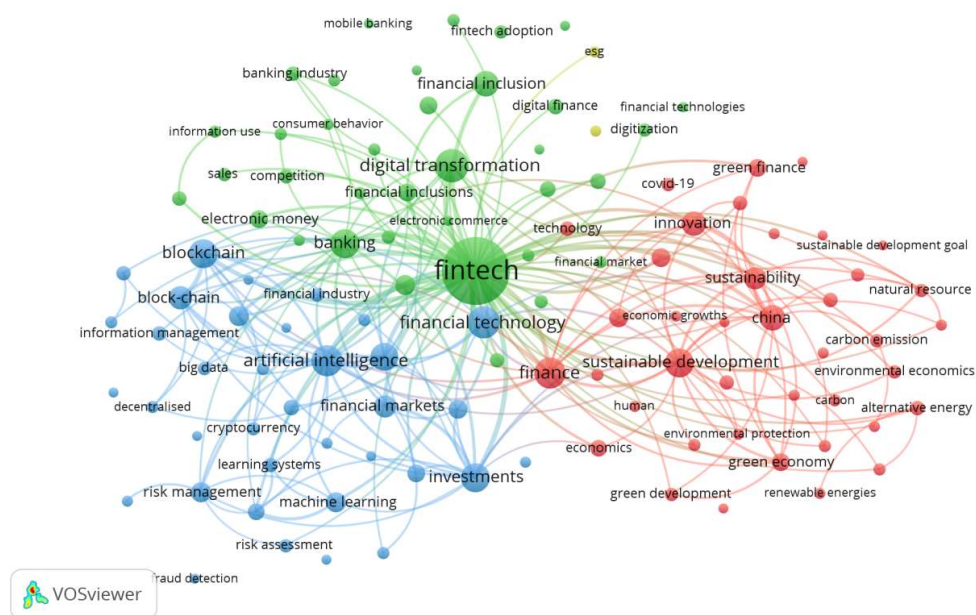 mobile banking
fintech adoption
esg
banking industry
financial inclusion
digital finance
financial technologies
information use
consumer behavior
digitization
digital transformation
green finance
sales
competition
covid-19
financial inclusions
electronic money
electronic commerce
technology
innovation
banking
blockchain
sustainable development goal
fintech
financial market
sustainability
natural resource
block-chain
financial industry
economic growths
china
financial technology
information management
carbon emission
artificial intelligence
sustainable development
big data
finance
environmental economics
carbon
decentralised
financial markets
human
alternative energy
cryptocurrency
environmental protection
economics
learning systems
green economy
investments
risk management
machine learning
green development
renewable energies
risk assessment
fraud detection
VOSviewer